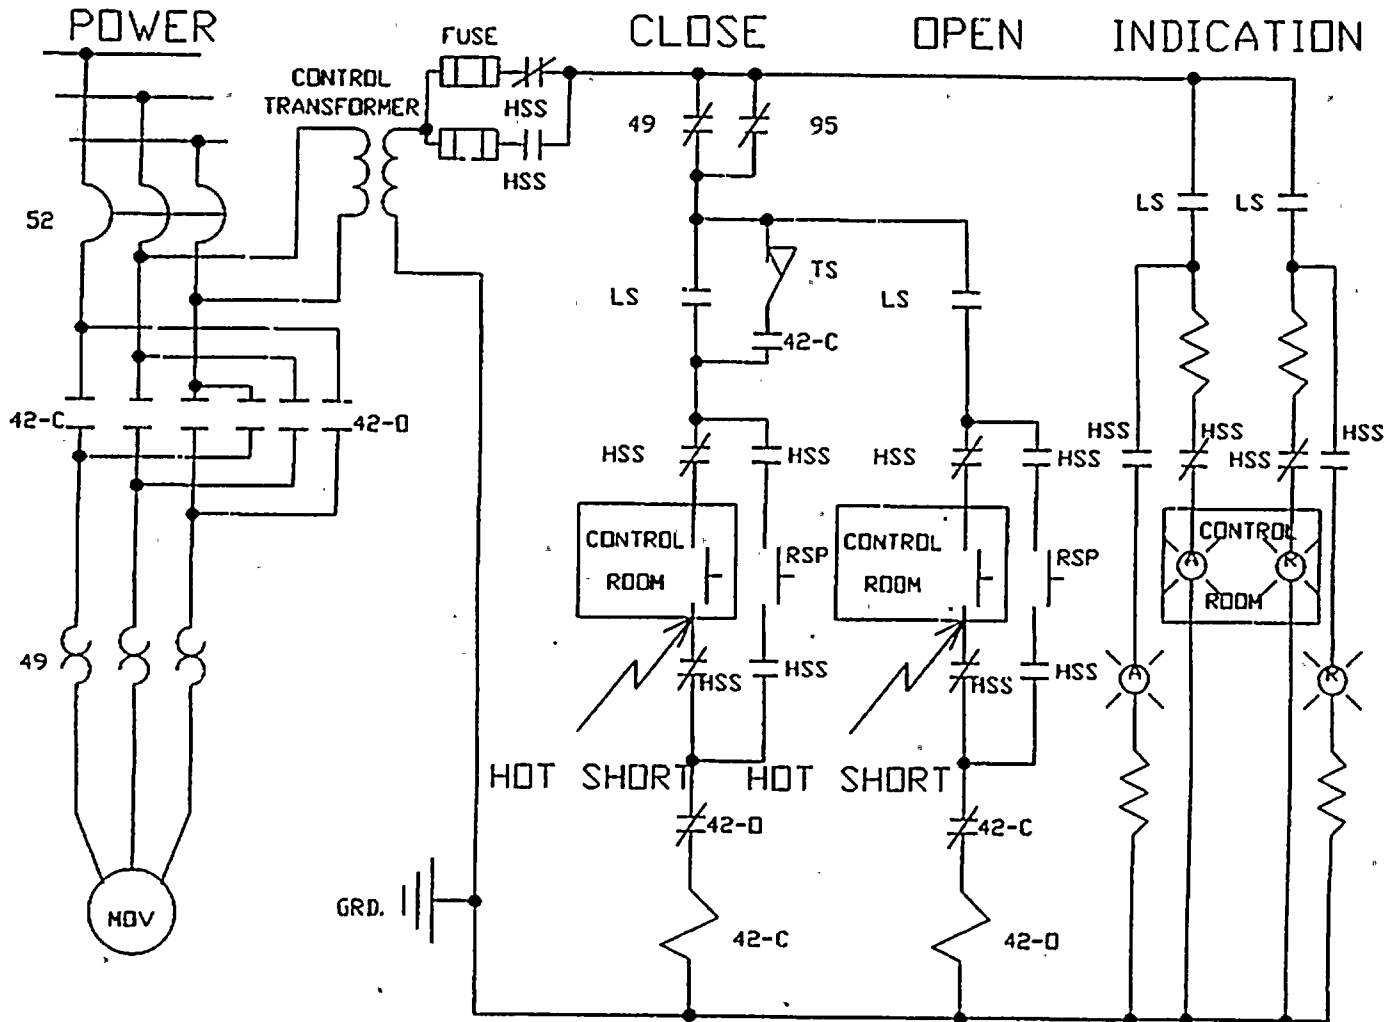 POWER
FUSE
CLOSE
OPEN
INDICATION
CONTROL
TRANSFORMER
HSS
49
95
HSS
LS
LS
52
TS
LS
LS
42-C
42-C
42-O
HSS
HSS
HSS
HSS
HSS
HSS
HSS
HSS
CONTROL
ROOM
RSP
CONTROL
ROOM
RSP
CONTROL
ROOM
A
R
49
HSS
HSS
HSS
HSS
A
R
HOT SHORT
HOT SHORT
42-O
42-C
MOV
GRD.
42-C
42-O